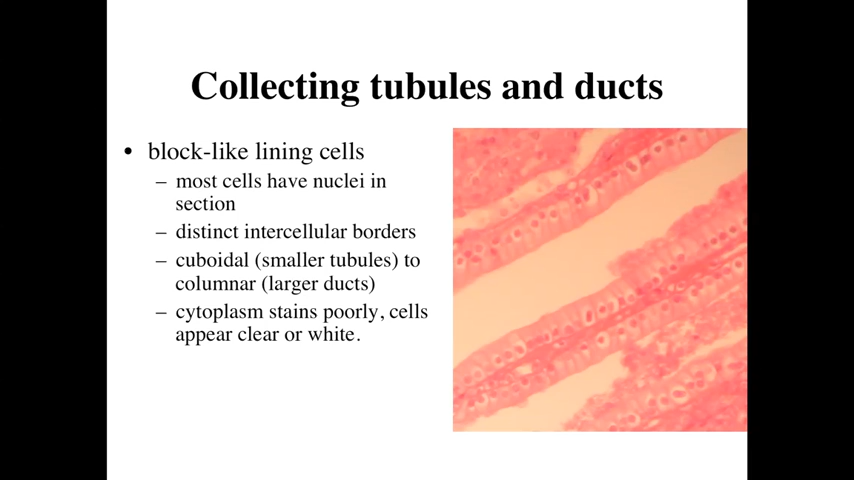 Collecting tubules and ducts
• block-like lining cells
– most cells have nuclei in
section
– distinct intercellular borders
– cuboidal (smaller tubules) to
columnar (larger ducts)
– cytoplasm stains poorly, cells
appear clear or white.